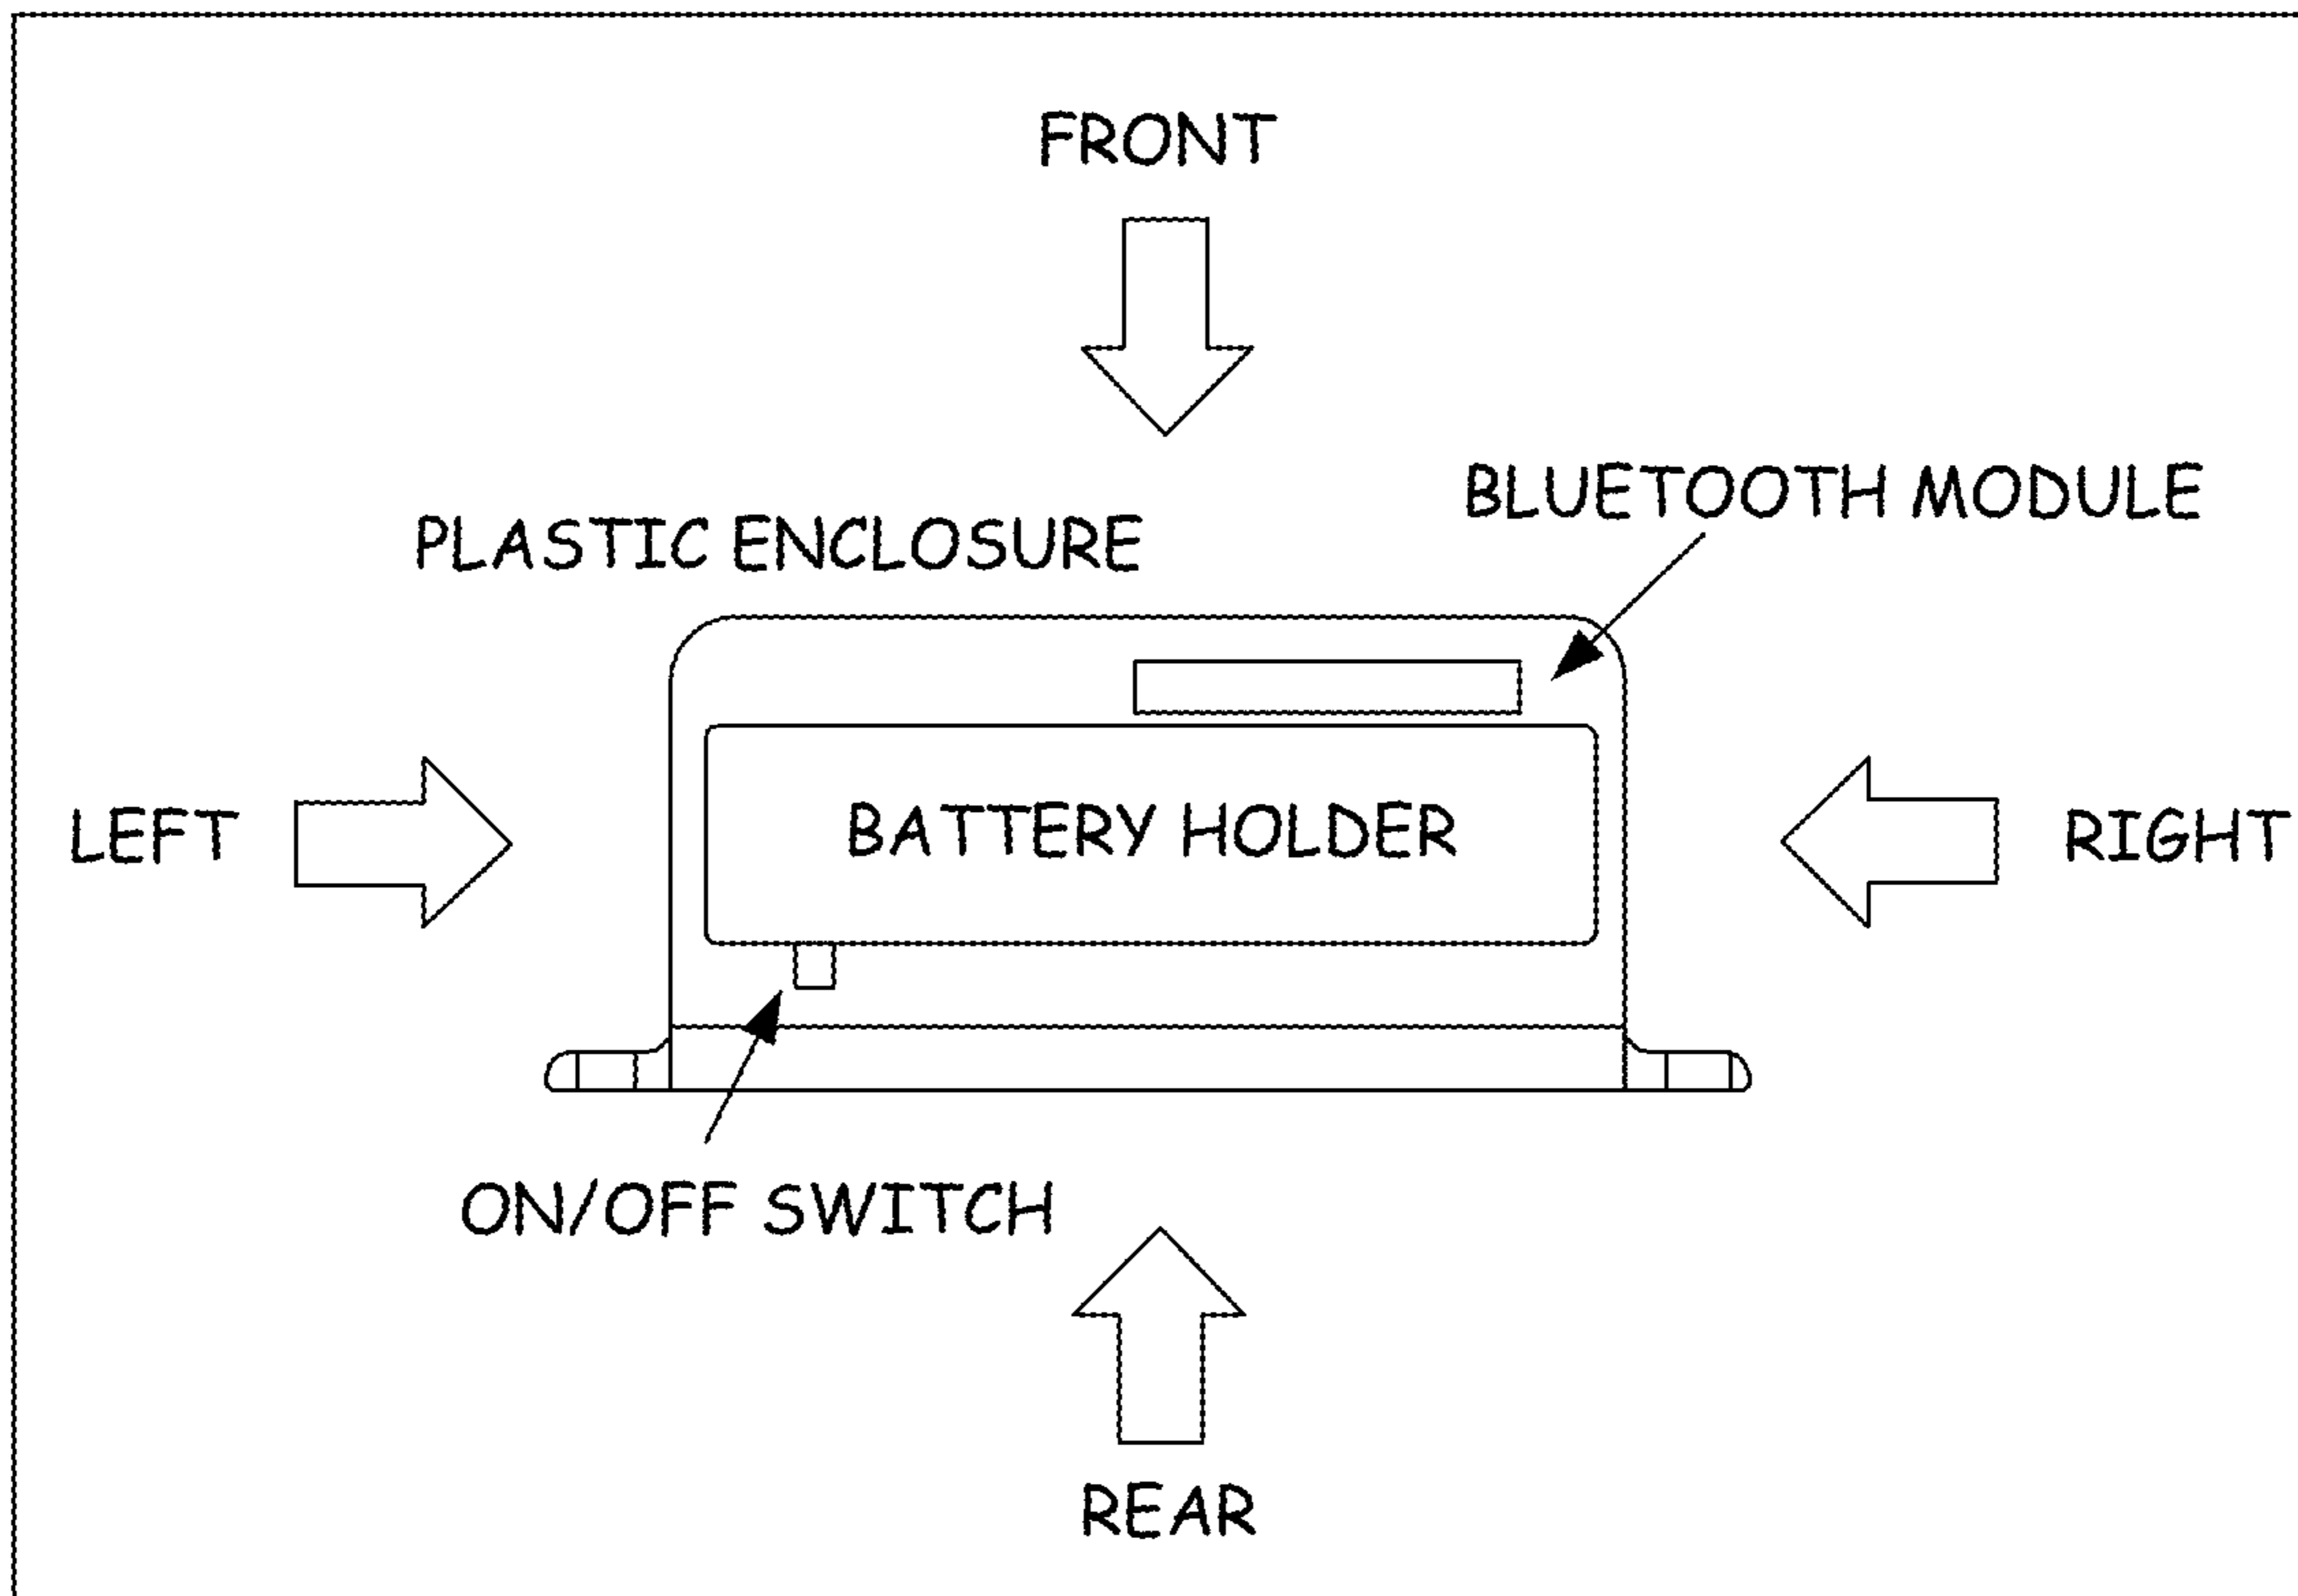 FRONT
BLUETOOTH MODULE
PLASTIC ENCLOSURE
LEFT
BATTERY HOLDER
RIGHT
ON/OFF SWITCH
REAR